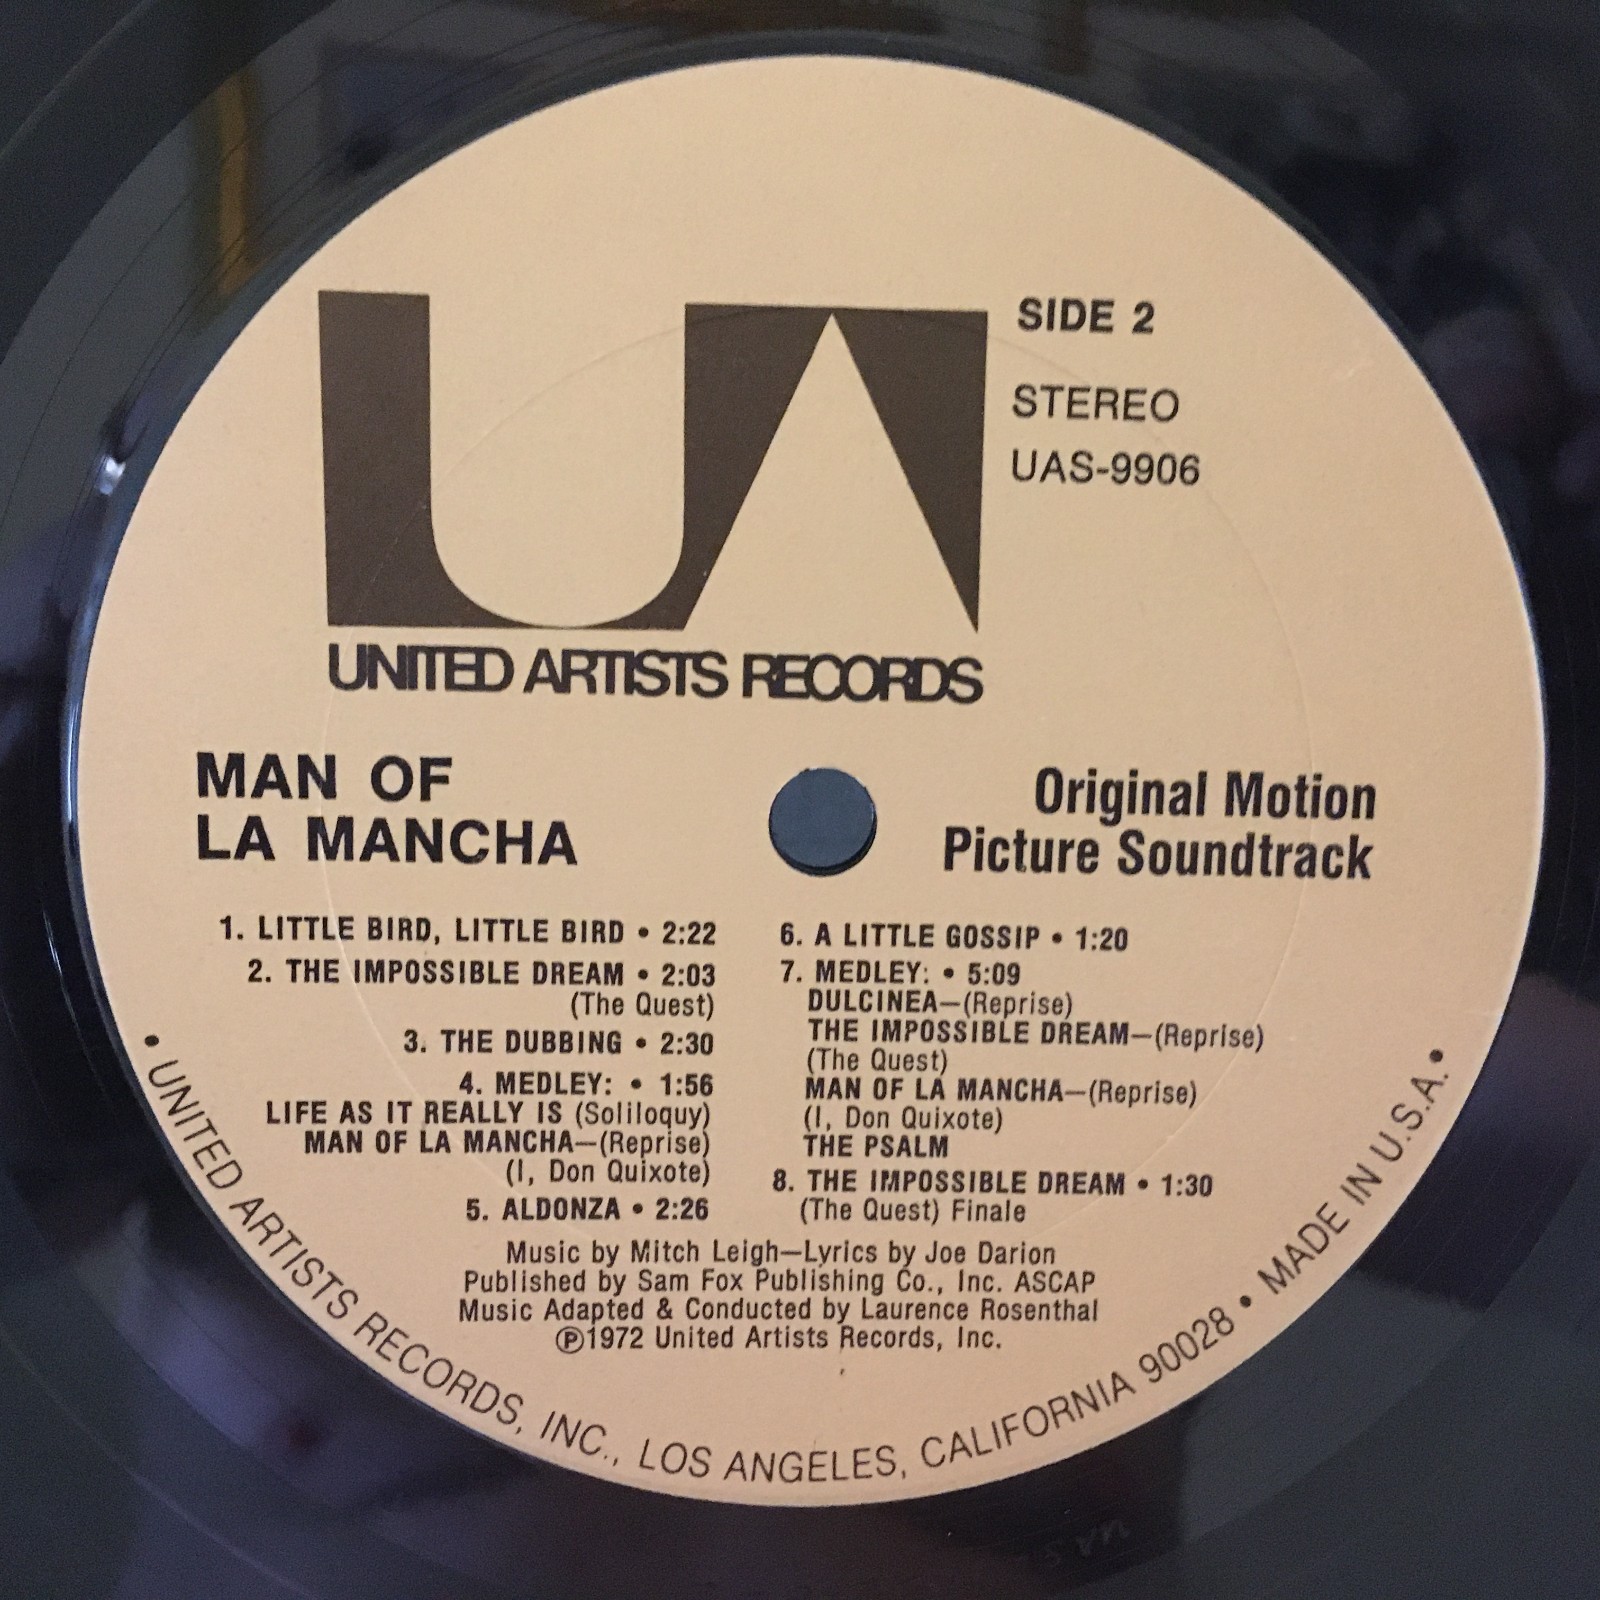 UA
SIDE 2
STEREO
UAS-9906
UNITED ARTISTS RECORDS
MAN OF
LA MANCHA
Original Motion
Picture Soundtrack
1. LITTLE BIRD, LITTLE BIRD • 2:22
2. THE IMPOSSIBLE DREAM • 2:03
(The Quest)
3. THE DUBBING • 2:30
4. MEDLEY: • 1:56
LIFE AS IT REALLY IS (Soliloquy)
MAN OF LA MANCHA—(Reprise)
(I, Don Quixote)
5. ALDONZA • 2:26
6. A LITTLE GOSSIP • 1:20
7. MEDLEY: • 5:09
DULCINEA—(Reprise)
THE IMPOSSIBLE DREAM—(Reprise)
(The Quest)
MAN OF LA MANCHA—(Reprise)
(I, Don Quixote)
THE PSALM
8. THE IMPOSSIBLE DREAM • 1:30
(The Quest) Finale
Music by Mitch Leigh—Lyrics by Joe Darion
Published by Sam Fox Publishing Co., Inc. ASCAP
Music Adapted & Conducted by Laurence Rosenthal
℗1972 United Artists Records, Inc.
• UNITED ARTISTS RECORDS, INC., LOS ANGELES, CALIFORNIA 90028 • MADE IN U.S.A. •